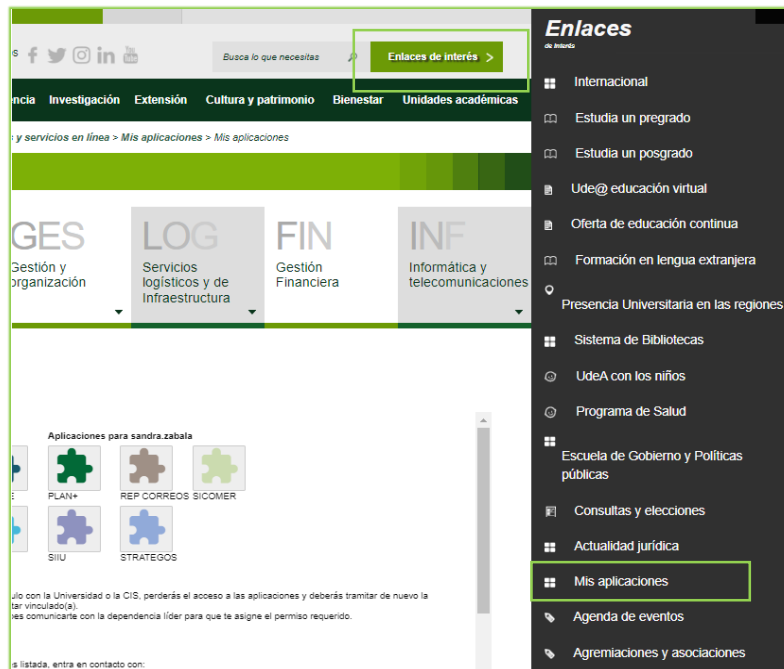 Enlaces
de Interés
Busca lo que necesitas
Enlaces de interés >
Internacional
Estudia un pregrado
Estudia un posgrado
Ude@ educación virtual
Oferta de educación continua
Formación en lengua extranjera
Presencia Universitaria en las regiones
Sistema de Bibliotecas
UdeA con los niños
Programa de Salud
Escuela de Gobierno y Políticas
públicas
Consultas y elecciones
Actualidad jurídica
Mis aplicaciones
Agenda de eventos
Agremiaciones y asociaciones
encia Investigación Extensión Cultura y patrimonio Bienestar Unidades académicas
y servicios en línea > Mis aplicaciones > Mis aplicaciones
GES
Gestión y
organización
LOG
Servicios
logísticos y de
Infraestructura
FIN
Gestión
Financiera
INF
Informática y
telecomunicaciones
Aplicaciones para sandra.zabala
PLAN+ REP CORREOS SICOMER
SIIU STRATEGOS
ulo con la Universidad o la CIS, perderás el acceso a las aplicaciones y deberás tramitar de nuevo la
tar vinculado(a).
bes comunicarte con la dependencia líder para que te asigne el permiso requerido.
s listada, entra en contacto con: